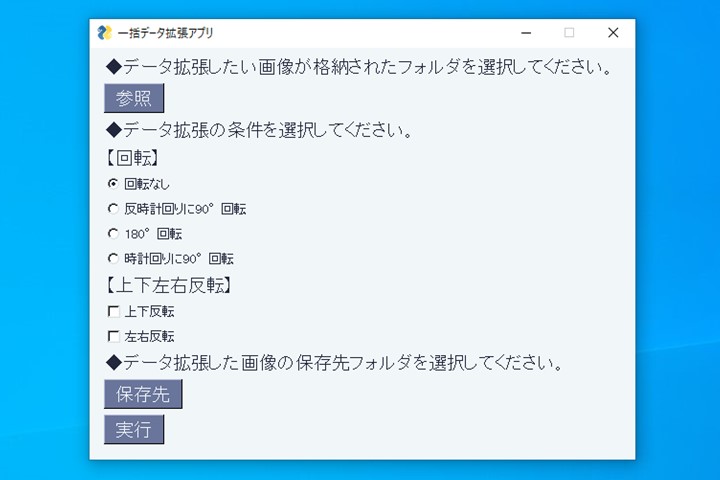 一括データ拡張アプリ
◆データ拡張したい画像が格納されたフォルダを選択してください。
参照
◆データ拡張の条件を選択してください。
【回転】
回転なし
反時計回りに90°回転
180°回転
時計回りに90°回転
【上下左右反転】
上下反転
左右反転
◆データ拡張した画像の保存先フォルダを選択してください。
保存先
実行